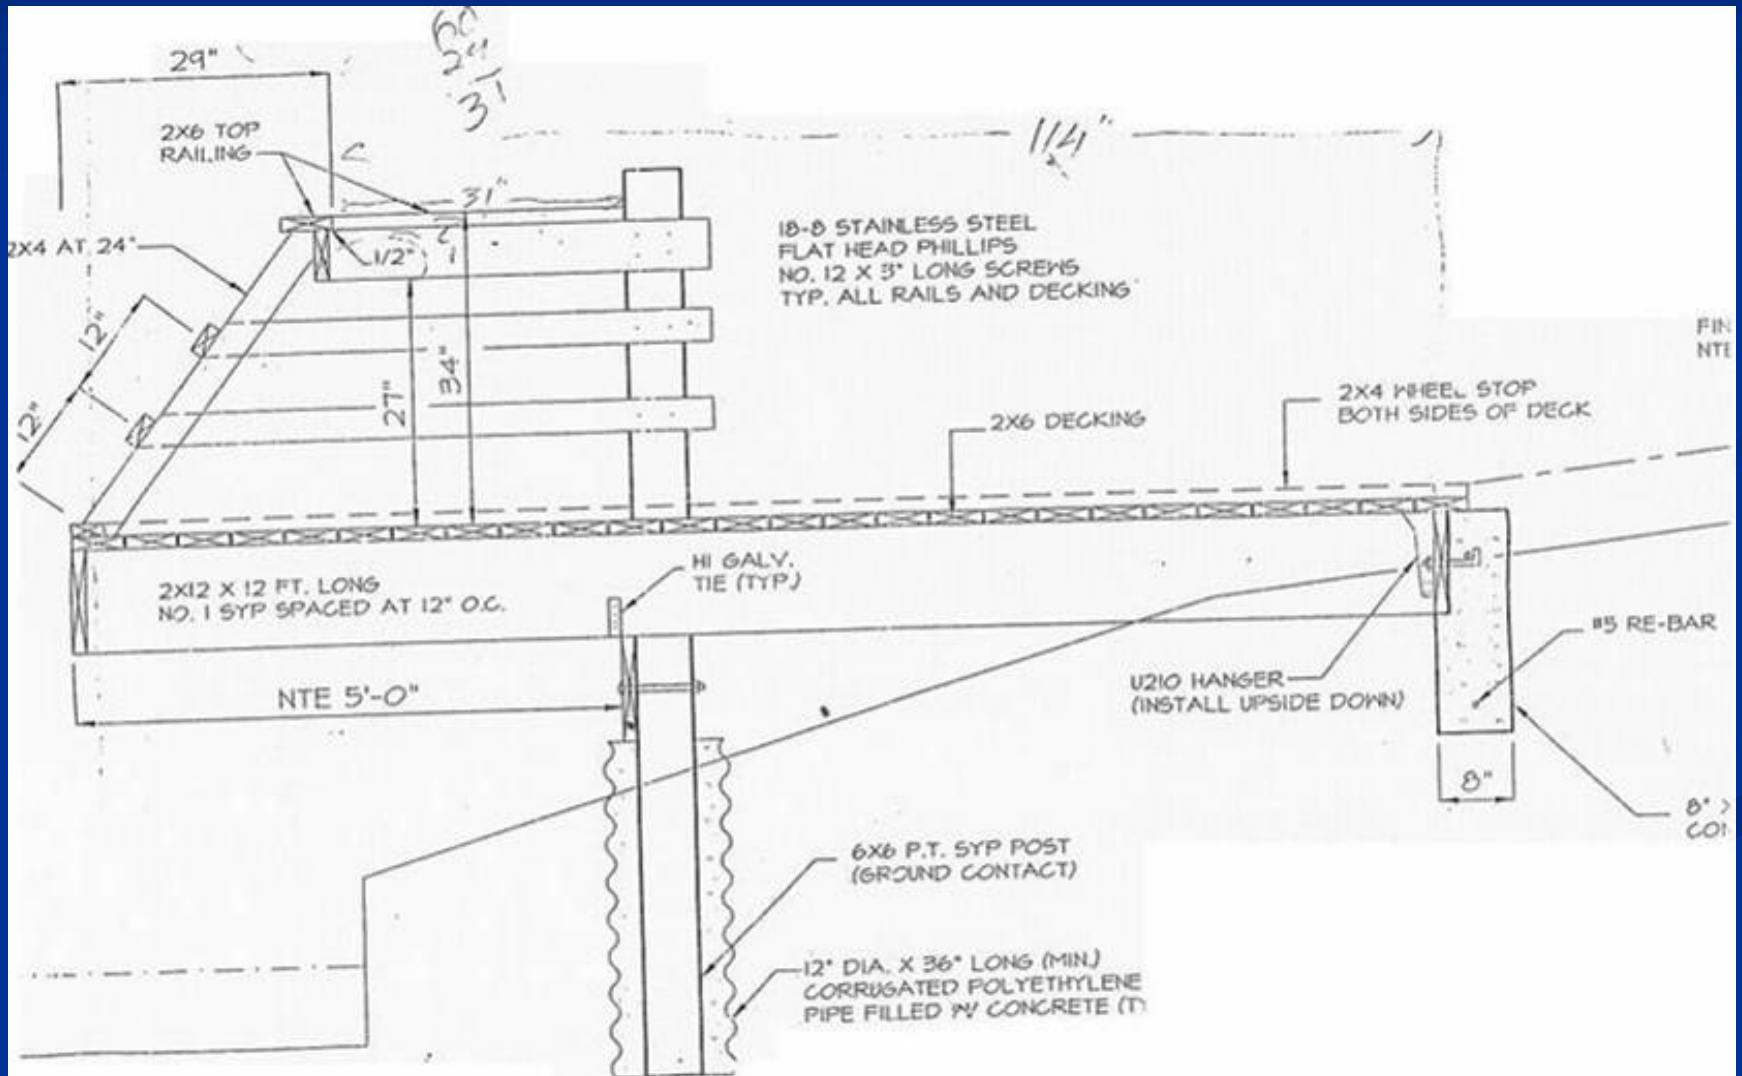 60
29
31
29"
114"
2X6 TOP
RAILING
31"
18-8 STAINLESS STEEL
FLAT HEAD PHILLIPS
NO. 12 X 3" LONG SCREWS
TYP. ALL RAILS AND DECKING
2X4 AT 24"
1/2"
FIN
NTE
12"
12"
27"
34"
2X4 WHEEL STOP
BOTH SIDES OF DECK
2X6 DECKING
H1 GALV.
TIE (TYP.)
2X12 X 12 FT. LONG
NO. 1 SYP SPACED AT 12" O.C.
#5 RE-BAR
NTE 5'-0"
U210 HANGER
(INSTALL UPSIDE DOWN)
8"
8" X
CON
6X6 P.T. SYP POST
(GROUND CONTACT)
12" DIA. X 36" LONG (MIN.)
CORRUGATED POLYETHYLENE
PIPE FILLED W/ CONCRETE (T